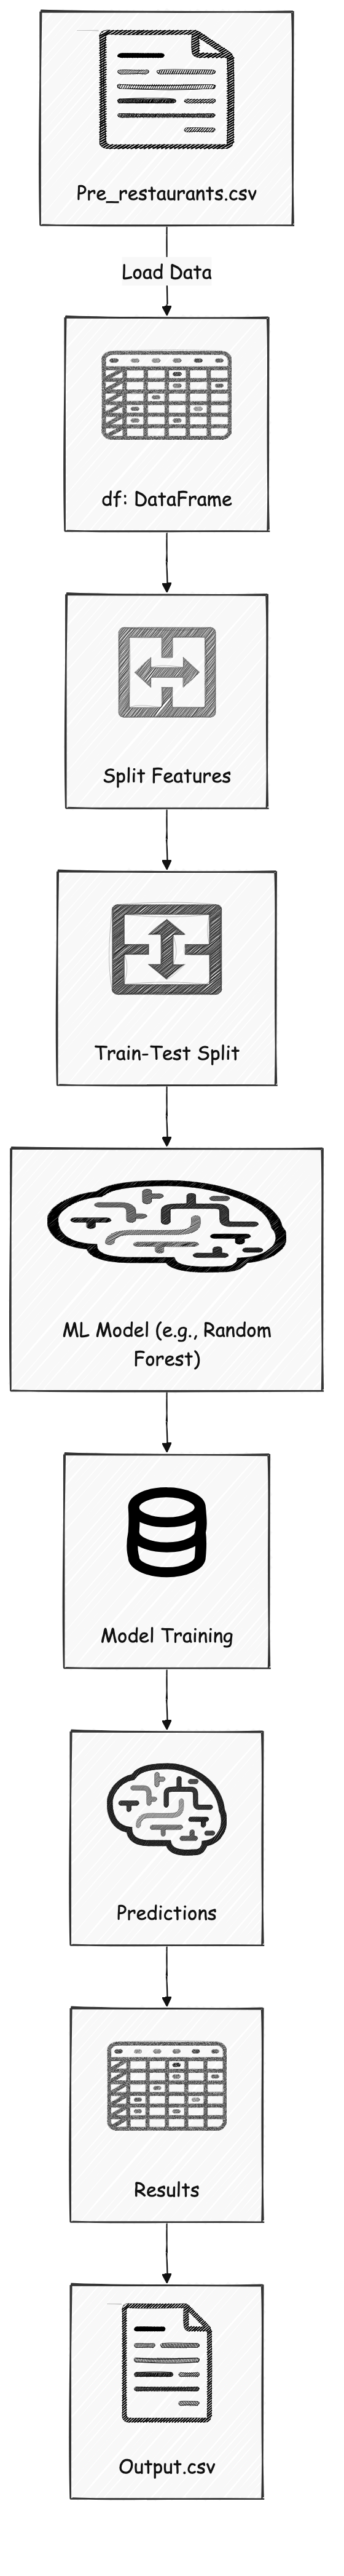 Pre_restaurants.csv
Load Data
df: DataFrame
Split Features
Train-Test Split
ML Model (e.g., Random
Forest)
Model Training
Predictions
Results
Output.csv